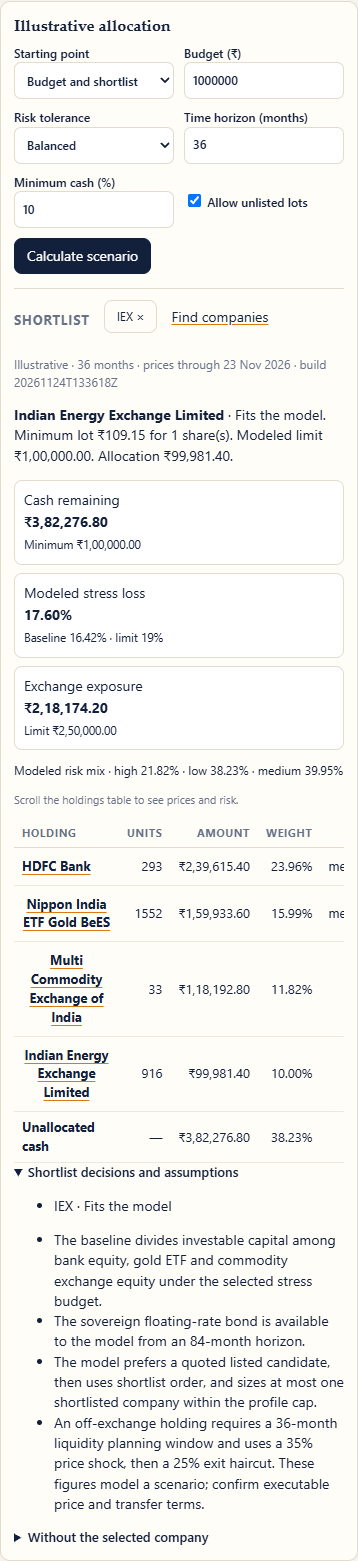 Illustrative allocation
Starting point
Budget (₹)
Budget and shortlist
1000000
Risk tolerance
Time horizon (months)
Balanced
36
Minimum cash (%)
10
Allow unlisted lots
Calculate scenario
SHORTLIST
IEX ×
Find companies
Illustrative · 36 months · prices through 23 Nov 2026 · build
20261124T133618Z
Indian Energy Exchange Limited · Fits the model.
Minimum lot ₹109.15 for 1 share(s). Modeled limit
₹1,00,000.00. Allocation ₹99,981.40.
Cash remaining
₹3,82,276.80
Minimum ₹1,00,000.00
Modeled stress loss
17.60%
Baseline 16.42% · limit 19%
Exchange exposure
₹2,18,174.20
Limit ₹2,50,000.00
Modeled risk mix · high 21.82% · low 38.23% · medium 39.95%
Scroll the holdings table to see prices and risk.
HOLDING UNITS AMOUNT WEIGHT
HDFC Bank 293 ₹2,39,615.40 23.96% me
Nippon India
ETF Gold BeES 1552 ₹1,59,933.60 15.99% me
Multi
Commodity
Exchange of
India
33 ₹1,18,192.80 11.82%
Indian Energy
Exchange
Limited
916 ₹99,981.40 10.00%
Unallocated
cash
— ₹3,82,276.80 38.23%
▼ Shortlist decisions and assumptions
• IEX · Fits the model
• The baseline divides investable capital among
bank equity, gold ETF and commodity
exchange equity under the selected stress
budget.
• The sovereign floating-rate bond is available
to the model from an 84-month horizon.
• The model prefers a quoted listed candidate,
then uses shortlist order, and sizes at most one
shortlisted company within the profile cap.
• An off-exchange holding requires a 36-month
liquidity planning window and uses a 35%
price shock, then a 25% exit haircut. These
figures model a scenario; confirm executable
price and transfer terms.
▶ Without the selected company